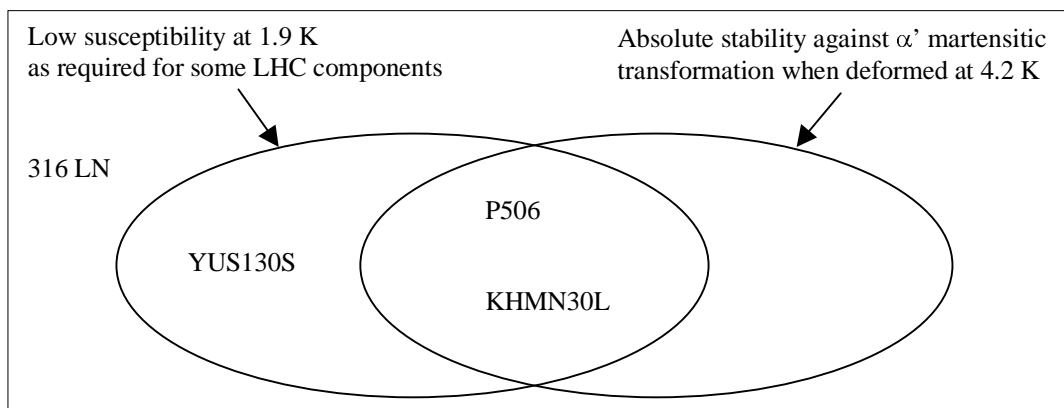 Low susceptibility at 1.9 K
as required for some LHC components
Absolute stability against α’ martensitic
transformation when deformed at 4.2 K
316 LN
P506
YUS130S
KHMN30L